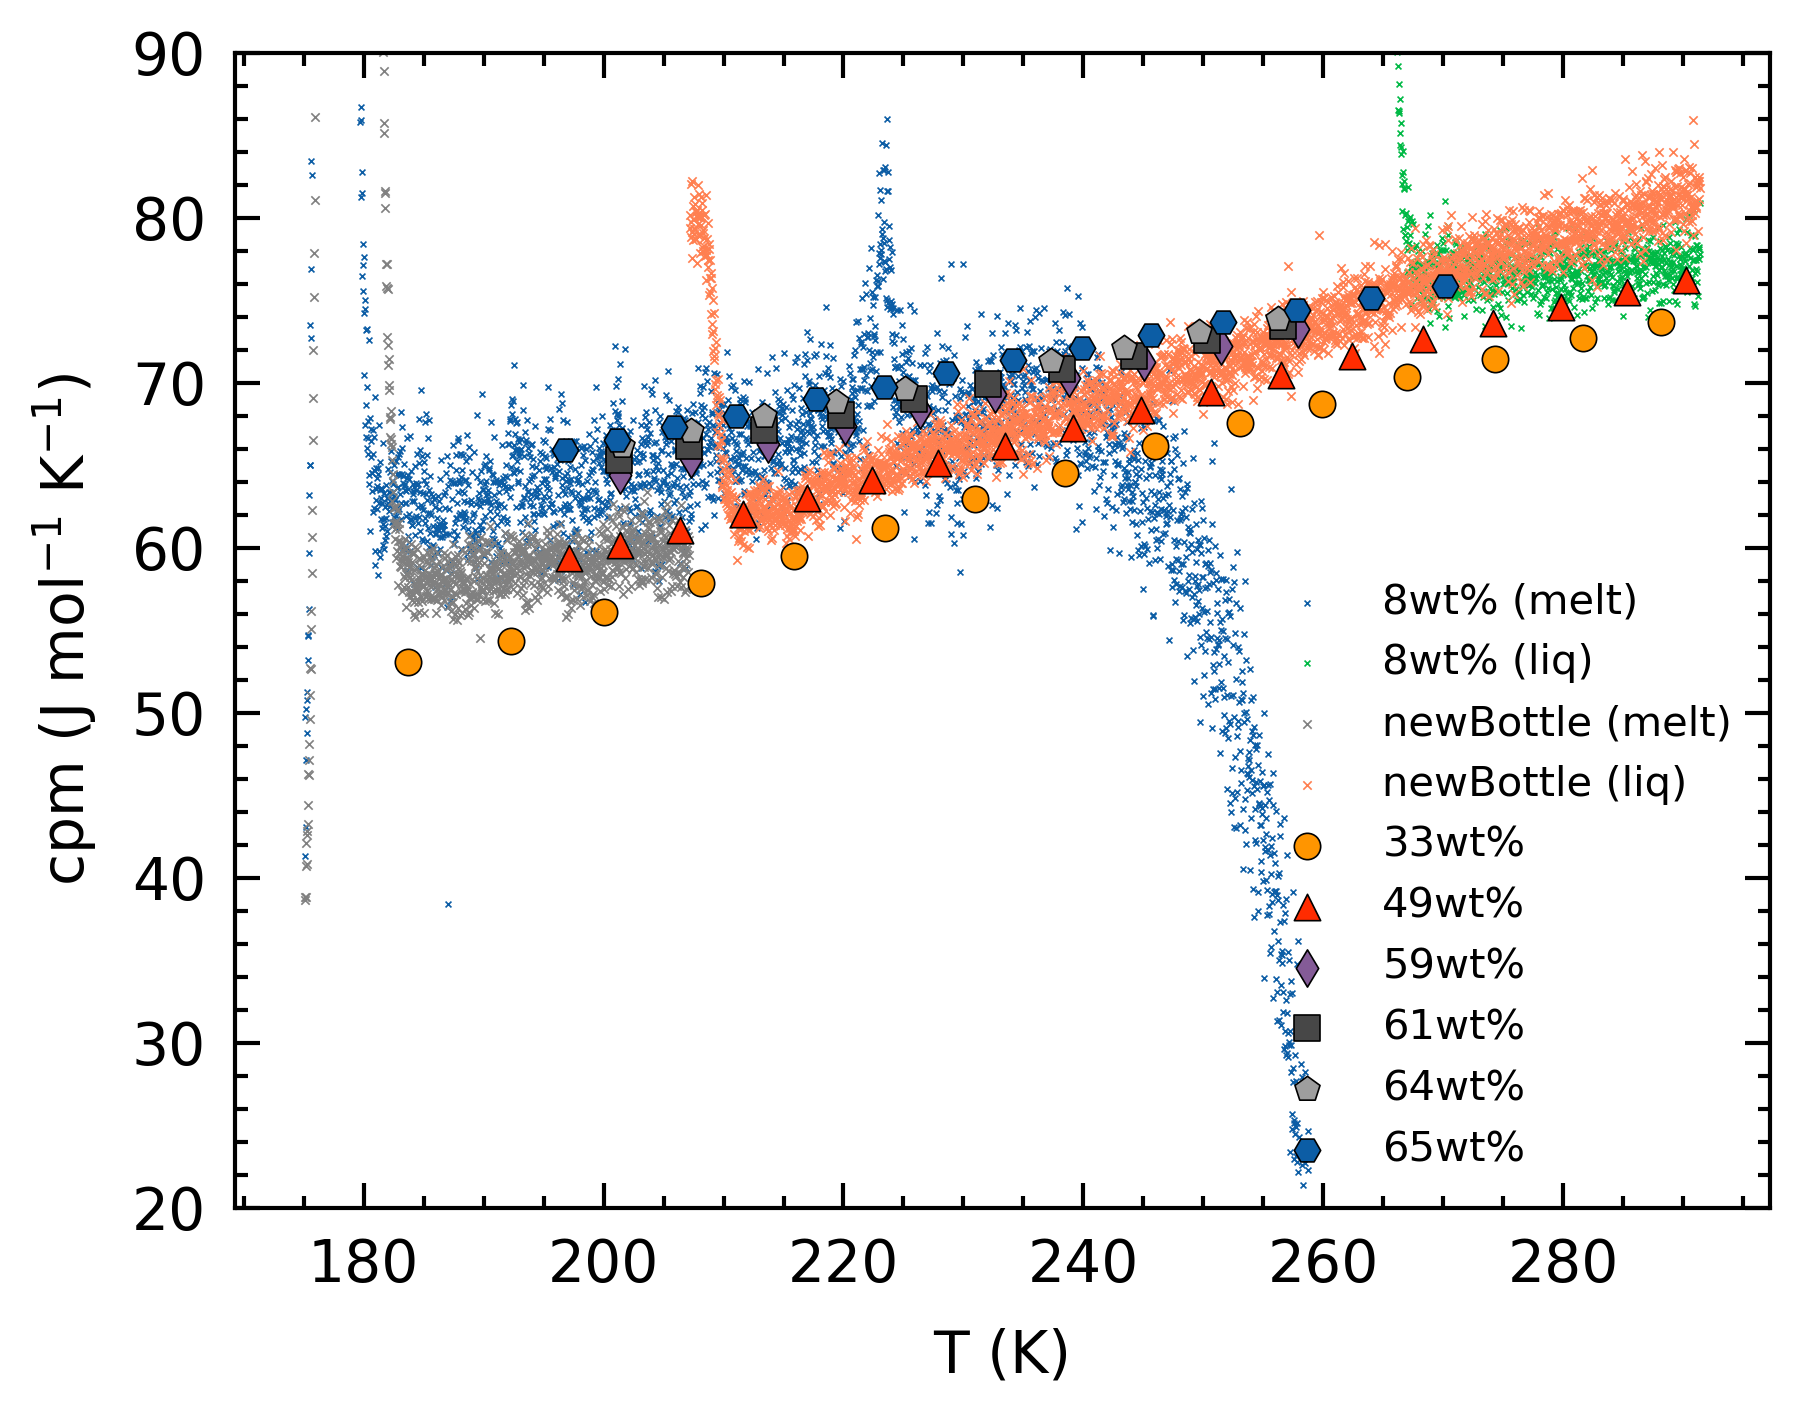 90
80
70
60
50
40
30
20
cpm (J mol⁻¹ K⁻¹)
8wt% (melt)
8wt% (liq)
newBottle (melt)
newBottle (liq)
33wt%
49wt%
59wt%
61wt%
64wt%
65wt%
180 200 220 240 260 280
T (K)